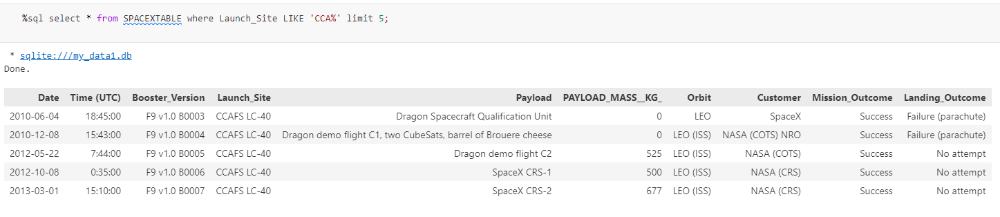 %sql select * from SPACEXTABLE where Launch_Site LIKE 'CCA%' limit 5;
* sqlite:///my_data1.db
Done.
Date Time (UTC) Booster_Version Launch_Site Payload PAYLOAD_MASS__KG_ Orbit Customer Mission_Outcome Landing_Outcome
2010-06-04 18:45:00 F9 v1.0 B0003 CCAFS LC-40 Dragon Spacecraft Qualification Unit 0 LEO SpaceX Success Failure (parachute)
2010-12-08 15:43:00 F9 v1.0 B0004 CCAFS LC-40 Dragon demo flight C1, two CubeSats, barrel of Brouere cheese 0 LEO (ISS) NASA (COTS) NRO Success Failure (parachute)
2012-05-22 7:44:00 F9 v1.0 B0005 CCAFS LC-40 Dragon demo flight C2 525 LEO (ISS) NASA (COTS) Success No attempt
2012-10-08 0:35:00 F9 v1.0 B0006 CCAFS LC-40 SpaceX CRS-1 500 LEO (ISS) NASA (CRS) Success No attempt
2013-03-01 15:10:00 F9 v1.0 B0007 CCAFS LC-40 SpaceX CRS-2 677 LEO (ISS) NASA (CRS) Success No attempt